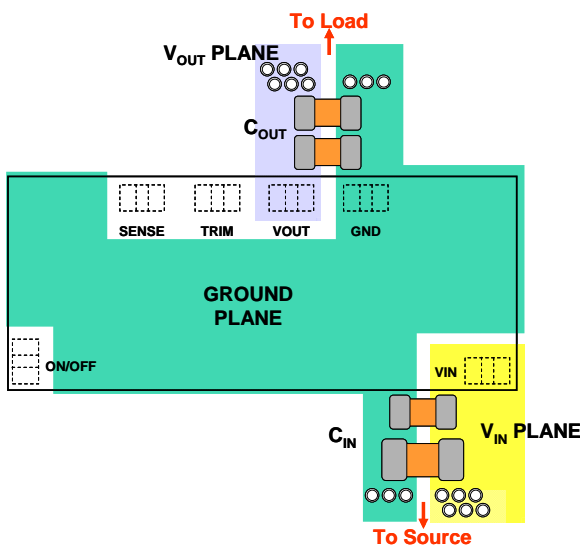 To Load
VOUT PLANE
COUT
SENSE
TRIM
VOUT
GND
GROUND
PLANE
ON/OFF
VIN
CIN
VIN PLANE
To Source